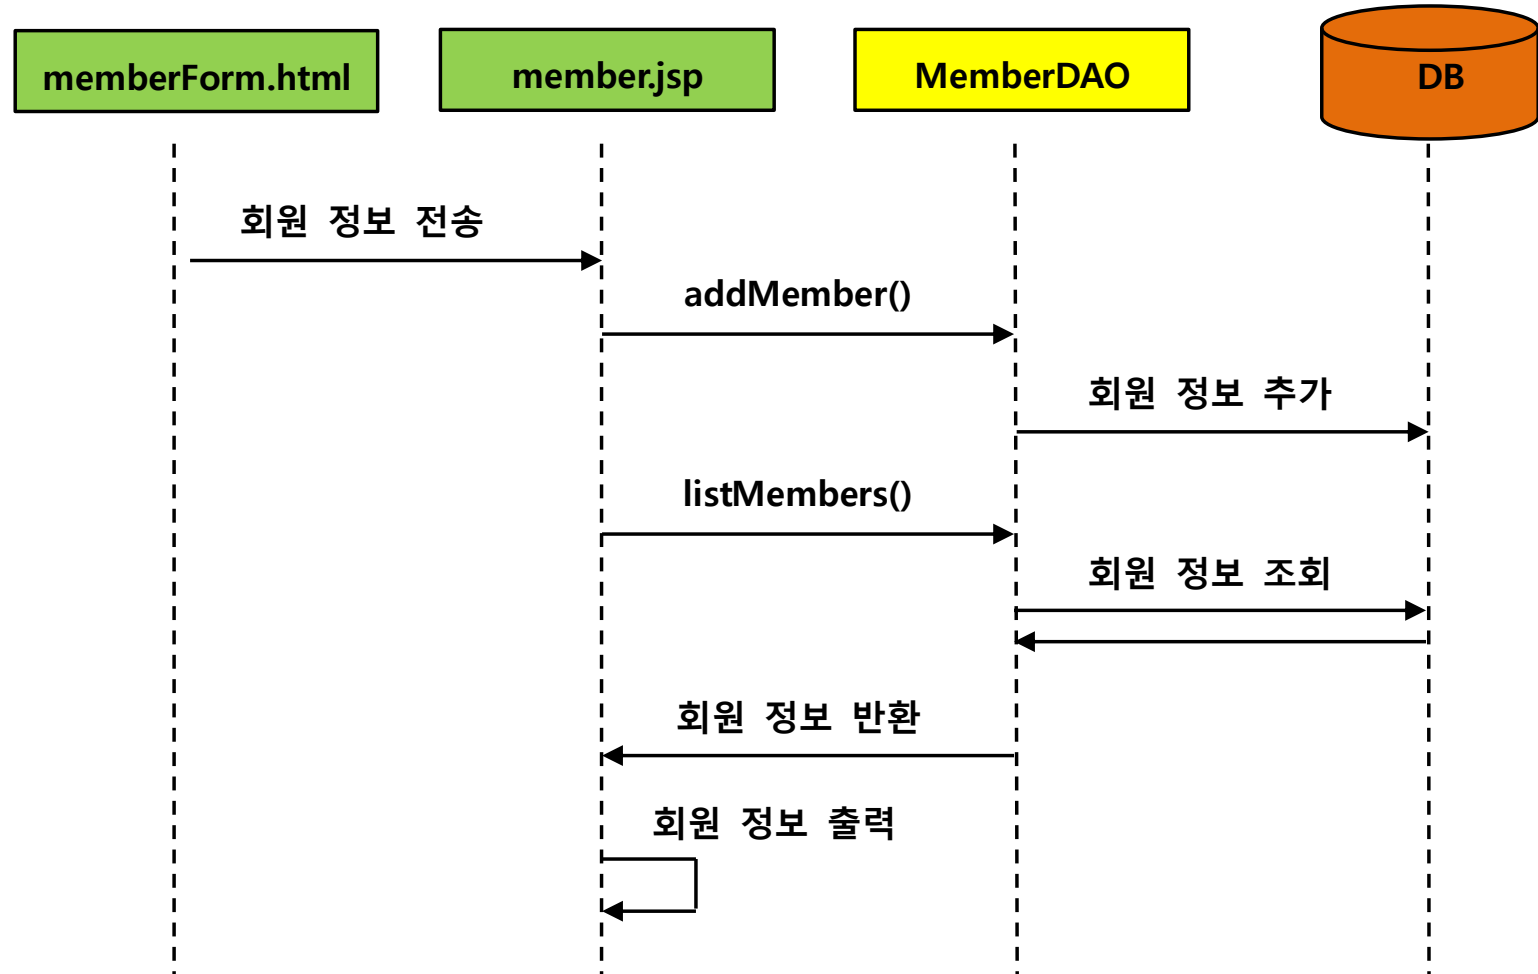 memberForm.html
member.jsp
MemberDAO
DB
회원 정보 전송
addMember()
회원 정보 추가
listMembers()
회원 정보 조회
회원 정보 반환
회원 정보 출력